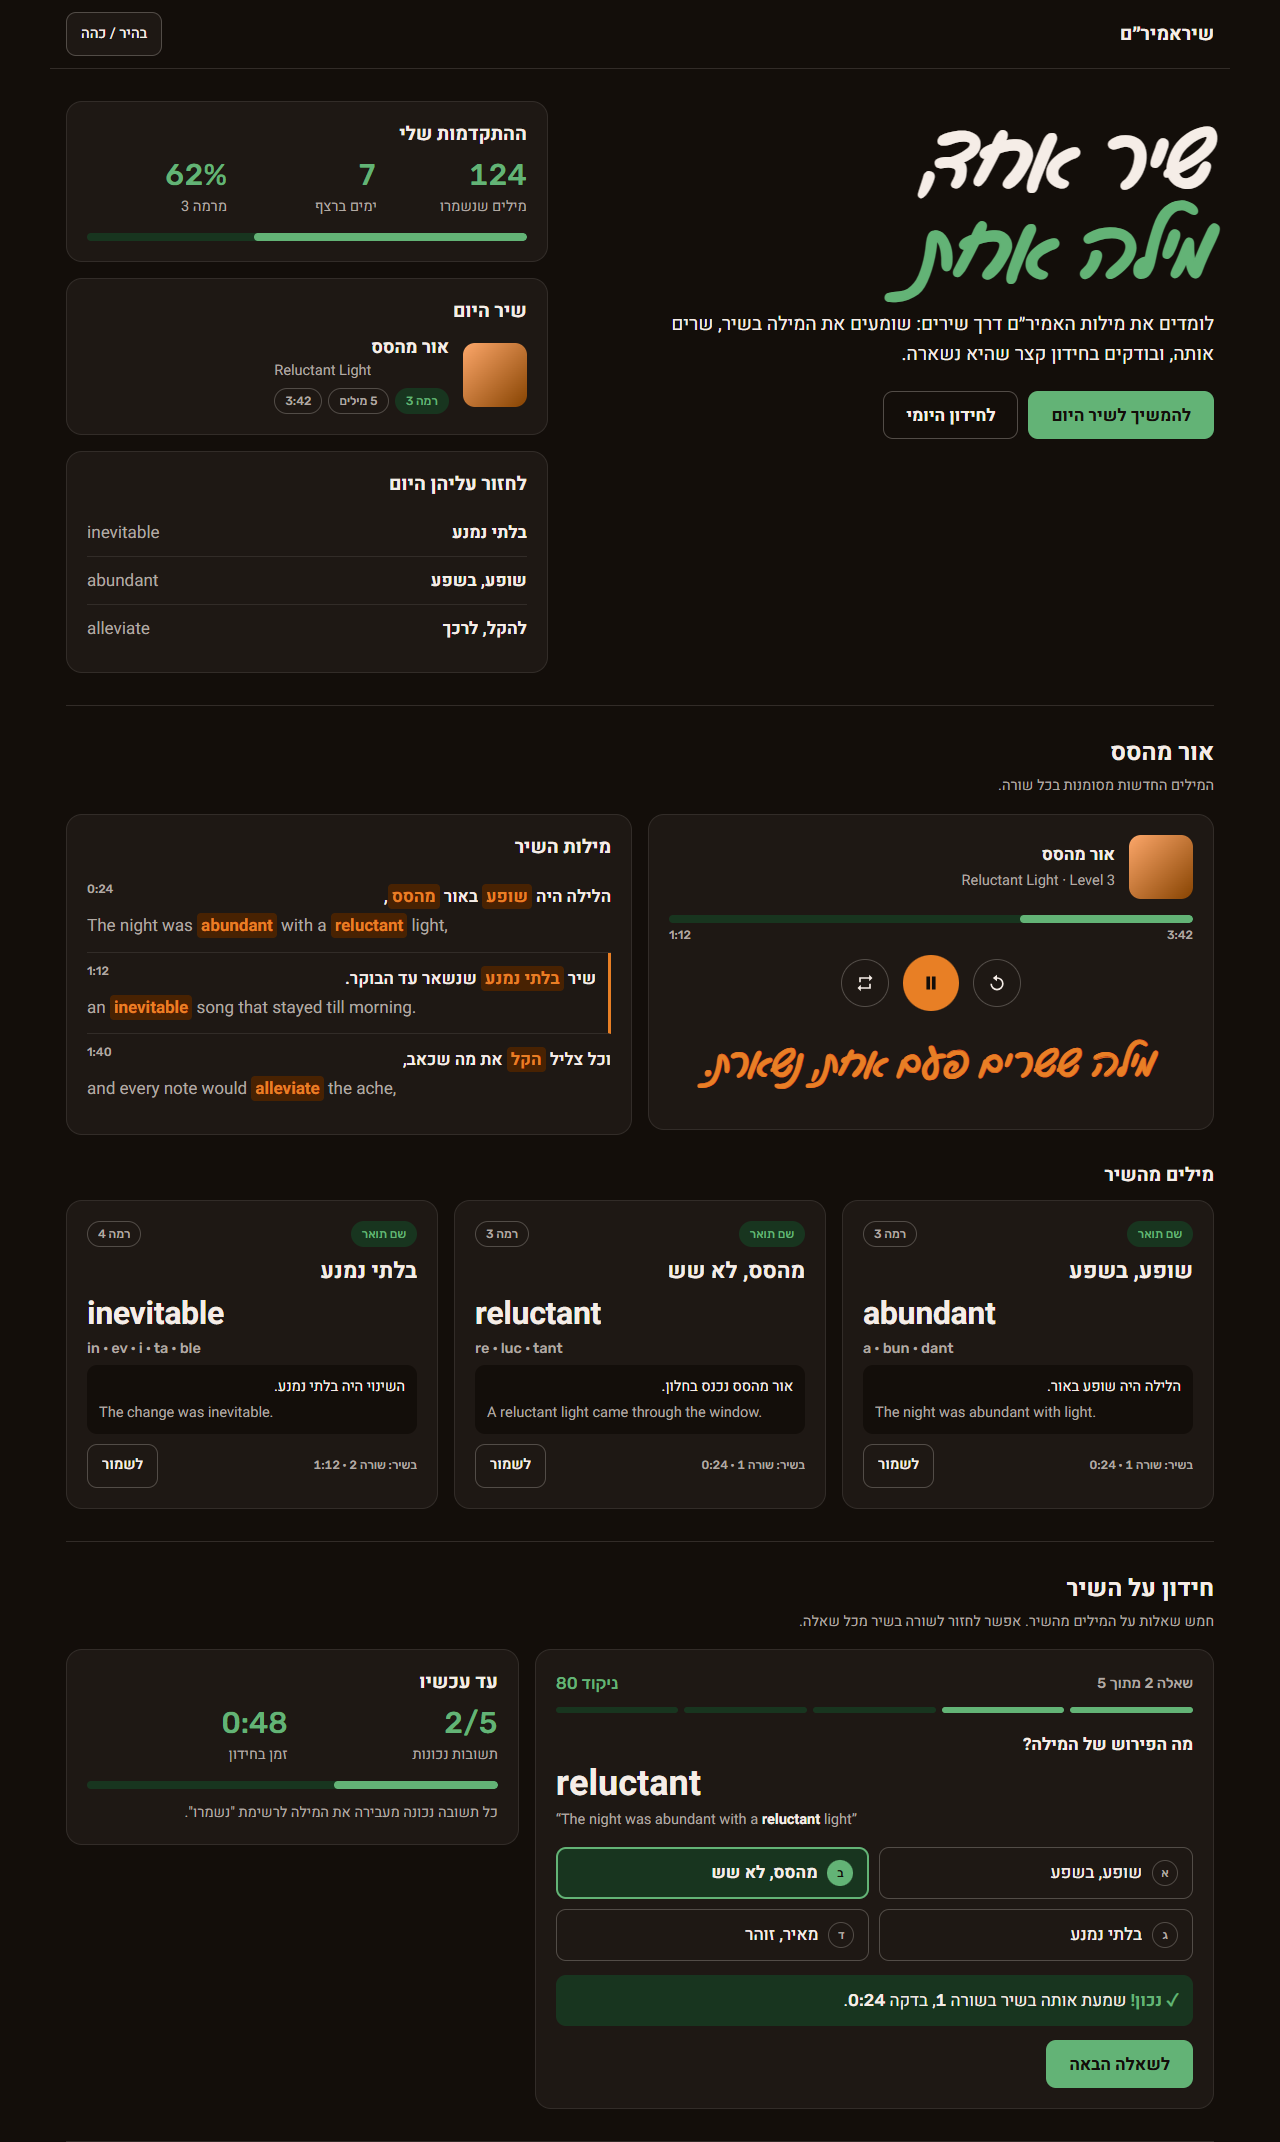 שיראמיר״ם
בהיר / כהה
שיר אחד,
מילה אחת
לומדים את מילות האמיר״ם דרך שירים: שומעים את המילה בשיר, שרים
אותה, ובודקים בחידון קצר שהיא נשארה.
להמשיך לשיר היום
לחידון היומי
ההתקדמות שלי
124
מילים שנשמרו
7
ימים ברצף
62%
מרמה 3
שיר היום
אור מהסס
Reluctant Light
רמה 3
5 מילים
3:42
לחזור עליהן היום
בלתי נמנע
inevitable
שופע, בשפע
abundant
להקל, לרכך
alleviate
אור מהסס
המילים החדשות מסומנות בכל שורה.
אור מהסס
Reluctant Light · Level 3
3:42
1:12
מילה ששרים פעם אחת, נשארת.
מילות השיר
הלילה היה שופע באור מהסס,
0:24
The night was abundant with a reluctant light,
שיר בלתי נמנע שנשאר עד הבוקר.
1:12
an inevitable song that stayed till morning.
וכל צליל הקל את מה שכאב,
1:40
and every note would alleviate the ache,
מילים מהשיר
שם תואר
רמה 3
שופע, בשפע
abundant
a • bun • dant
הלילה היה שופע באור.
The night was abundant with light.
בשיר: שורה 1 • 0:24
לשמור
שם תואר
רמה 3
מהסס, לא שש
reluctant
re • luc • tant
אור מהסס נכנס בחלון.
A reluctant light came through the window.
בשיר: שורה 1 • 0:24
לשמור
שם תואר
רמה 4
בלתי נמנע
inevitable
in • ev • i • ta • ble
השינוי היה בלתי נמנע.
The change was inevitable.
בשיר: שורה 2 • 1:12
לשמור
חידון על השיר
חמש שאלות על המילים מהשיר. אפשר לחזור לשורה בשיר מכל שאלה.
שאלה 2 מתוך 5
ניקוד 80
מה הפירוש של המילה?
reluctant
“The night was abundant with a reluctant light”
א שופע, בשפע
ב מהסס, לא שש
ג בלתי נמנע
ד מאיר, זוהר
✓ נכון! שמעת אותה בשיר בשורה 1, בדקה 0:24.
לשאלה הבאה
עד עכשיו
2/5
תשובות נכונות
0:48
זמן בחידון
כל תשובה נכונה מעבירה את המילה לרשימת "נשמרו".